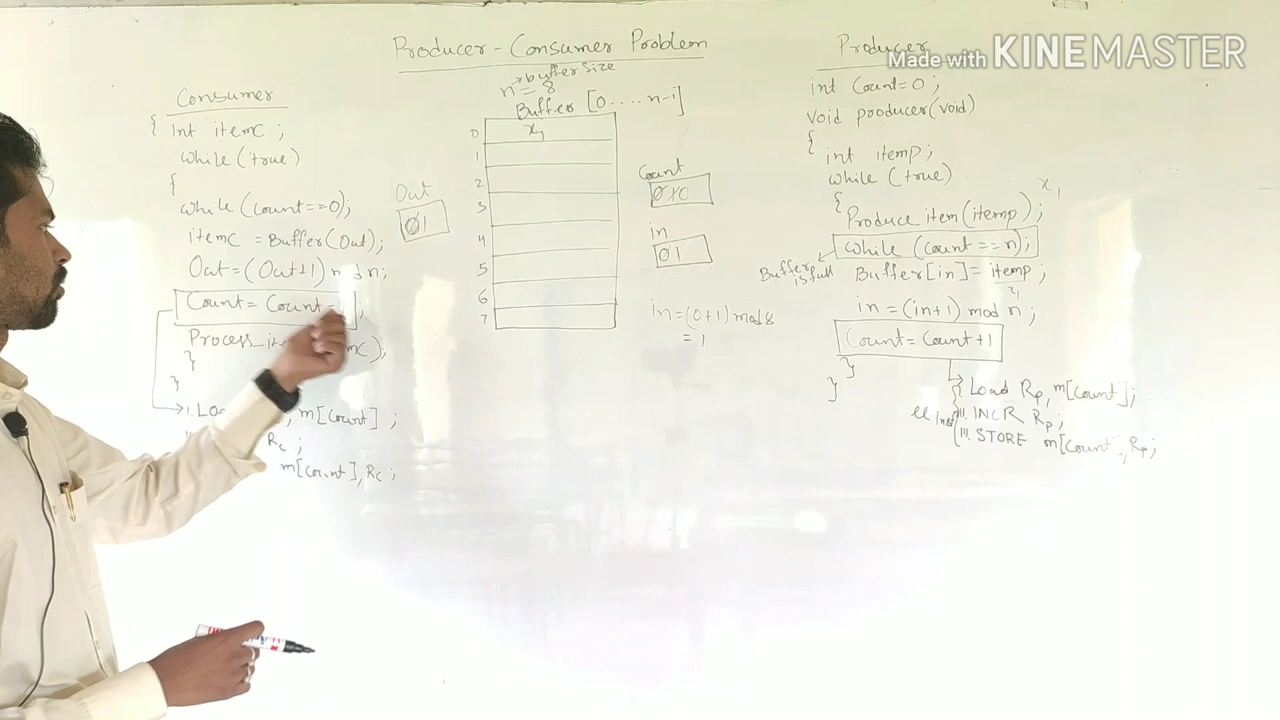 Producer-Consumer Problem
buffer size
n = 8
Buffer [0....n-1]
0
x1
1
2
3
4
5
6
7
Consumer
{ int itemc ;
while (true)
{
while (count==0);
itemc = Buffer(Out);
Out=(Out+1) mod n;
Count = Count-
;
Process_
c);
}
}
m[count] ;
Rc ;
m[count], Rc ;
Out
0 1
Count
0 1 0
in
0 1
in=(0+1) mod 8
= 1
Producer
Made with KINEMASTER
int Count=0 ;
Void producer(void)
{
int itemp ;
while (true)
{ Produce item(itemp) ; x1
while (count == n);
Buffer is full
Buffer[in] = itemp ;
x1
in = (in+1) mod n ;
Count = Count +1
}
}
I. Load Rp, m[count];
II. INCR Rp ;
III. STORE m[count], Rp ;